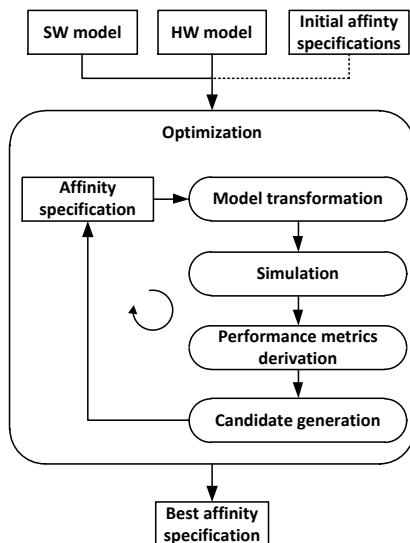 SW model
HW model
Initial affinty
specifications
Optimization
Affinity
specification
Model transformation
Simulation
Performance metrics
derivation
Candidate generation
Best affinity
specification